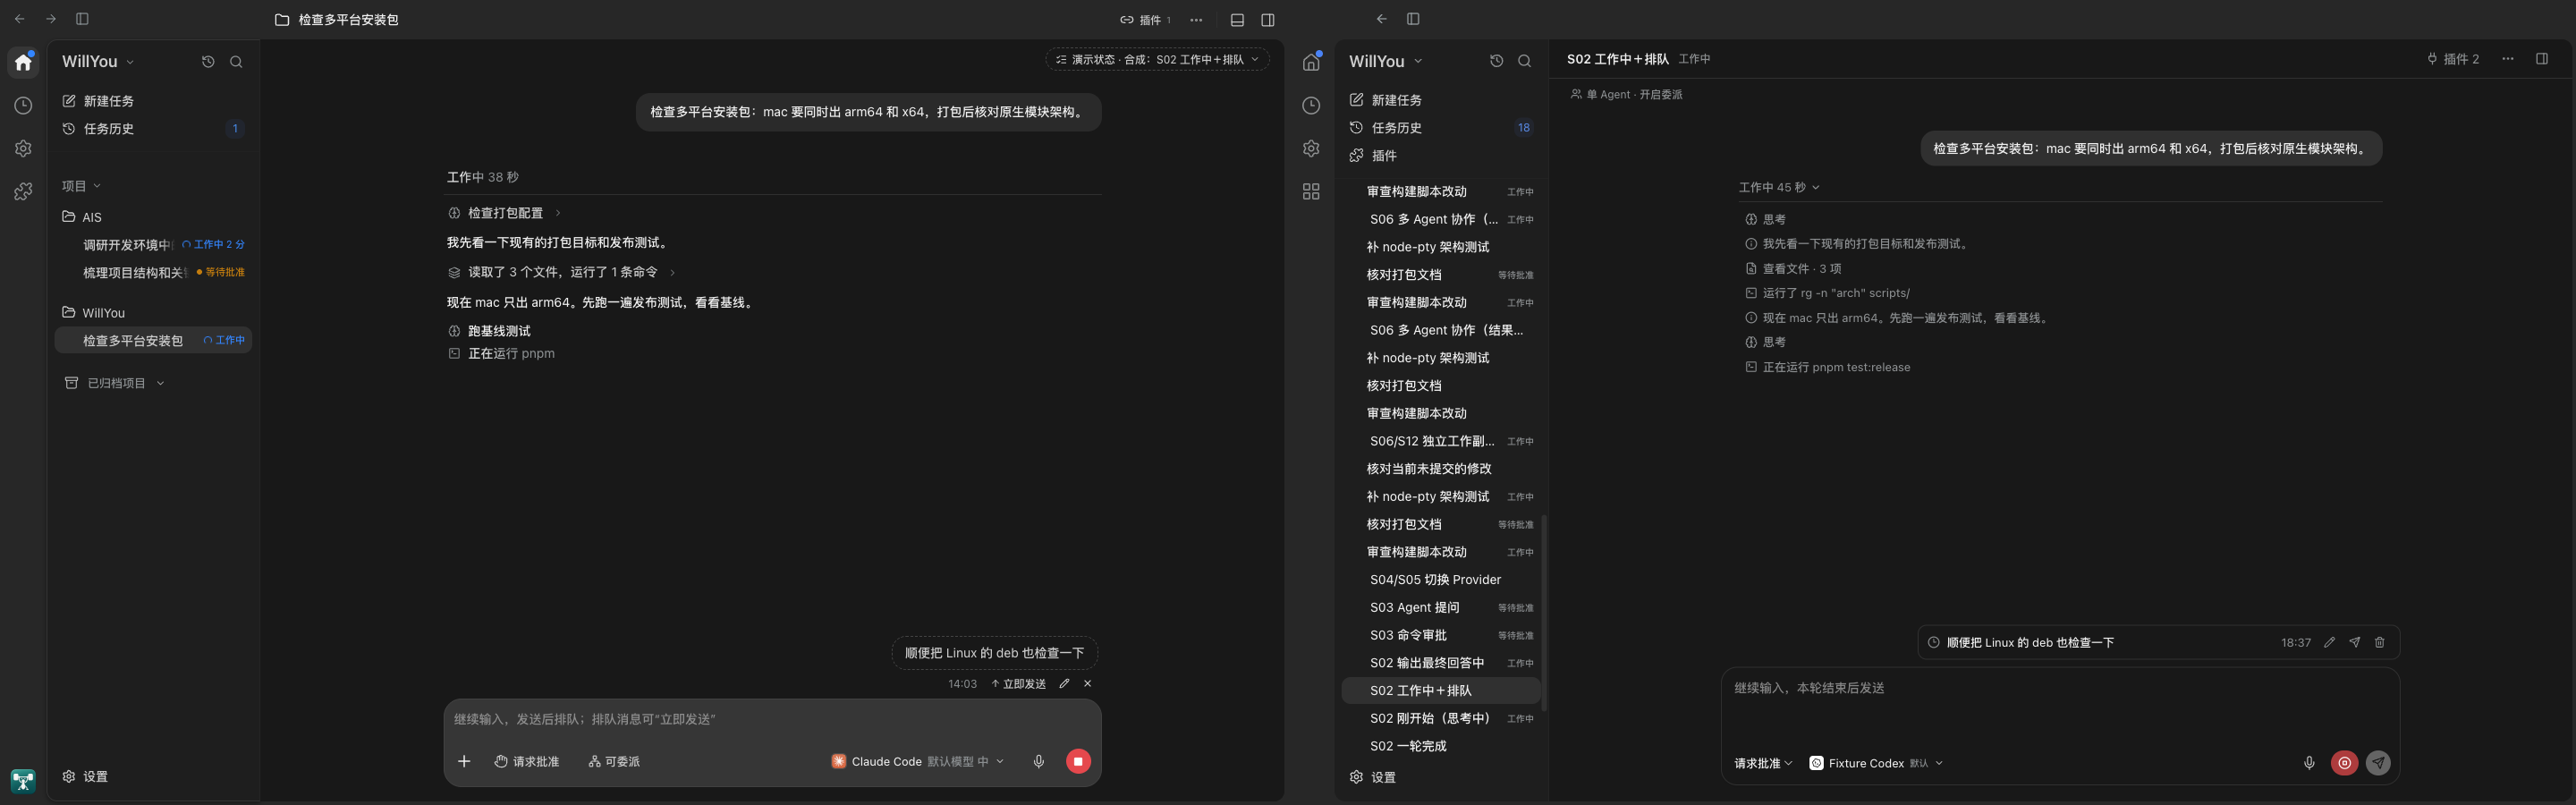 检查多平台安装包
插件 1
WillYou
新建任务
任务历史 1
项目
AIS
调研开发环境中 工作中 2 分
梳理项目结构和关 等待批准
WillYou
检查多平台安装包 工作中
已归档项目
设置
演示状态 · 合成：S02 工作中＋排队
检查多平台安装包：mac 要同时出 arm64 和 x64，打包后核对原生模块架构。
工作中 38 秒
检查打包配置
我先看一下现有的打包目标和发布测试。
读取了 3 个文件，运行了 1 条命令
现在 mac 只出 arm64。先跑一遍发布测试，看看基线。
跑基线测试
正在运行 pnpm
顺便把 Linux 的 deb 也检查一下
14:03 立即发送
继续输入，发送后排队；排队消息可“立即发送”
请求批准 可委派 Claude Code 默认模型 中
WillYou
新建任务
任务历史 18
插件
审查构建脚本改动 工作中
S06 多 Agent 协作（... 工作中
补 node-pty 架构测试
核对打包文档 等待批准
审查构建脚本改动 工作中
S06 多 Agent 协作（结果...
补 node-pty 架构测试
核对打包文档
审查构建脚本改动
S06/S12 独立工作副... 工作中
核对当前未提交的修改
补 node-pty 架构测试 工作中
核对打包文档 等待批准
审查构建脚本改动 工作中
S04/S05 切换 Provider
S03 Agent 提问 等待批准
S03 命令审批 等待批准
S02 输出最终回答中 工作中
S02 工作中＋排队
S02 刚开始（思考中） 工作中
S02 一轮完成
设置
S02 工作中＋排队 工作中
插件 2
单 Agent · 开启委派
检查多平台安装包：mac 要同时出 arm64 和 x64，打包后核对原生模块架构。
工作中 45 秒
思考
我先看一下现有的打包目标和发布测试。
查看文件 · 3 项
运行了 rg -n "arch" scripts/
现在 mac 只出 arm64。先跑一遍发布测试，看看基线。
思考
正在运行 pnpm test:release
顺便把 Linux 的 deb 也检查一下 18:37
继续输入，本轮结束后发送
请求批准 Fixture Codex 默认